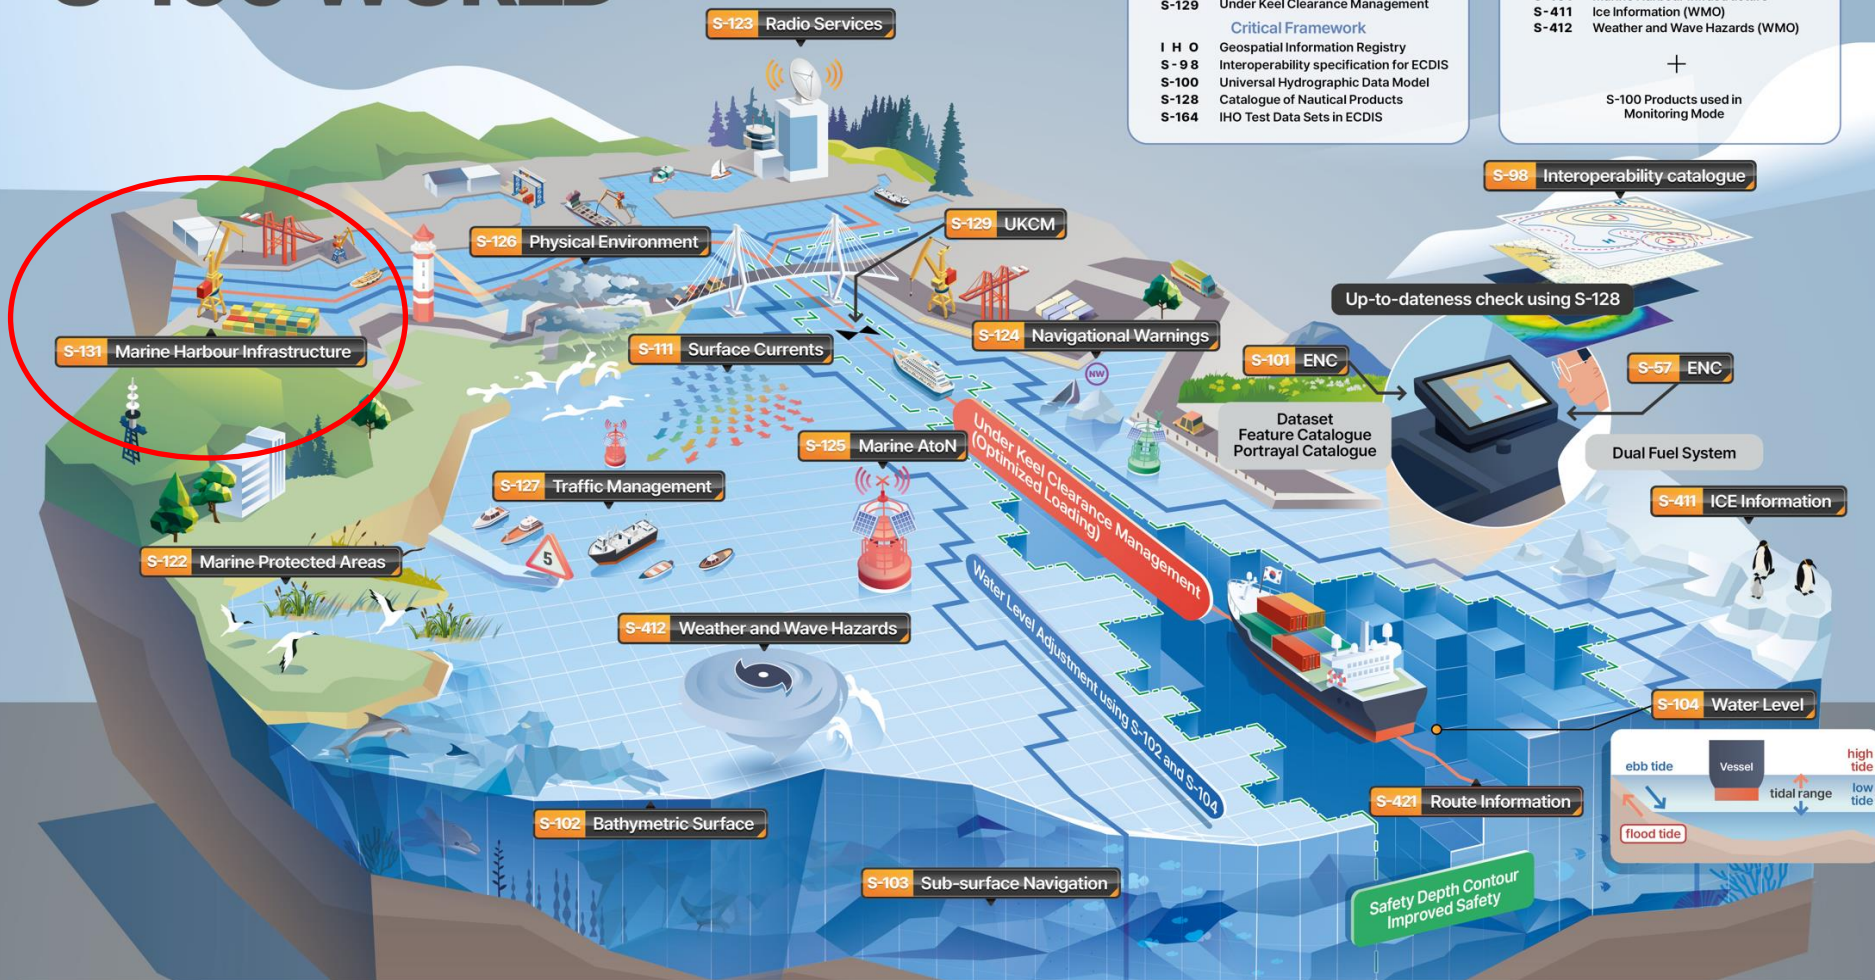 S-100 WORLD
S-129 Under Keel Clearance Management
Critical Framework
I H O Geospatial Information Registry
S-98 Interoperability specification for ECDIS
S-100 Universal Hydrographic Data Model
S-128 Catalogue of Nautical Products
S-164 IHO Test Data Sets in ECDIS
S-411 Ice Information (WMO)
S-412 Weather and Wave Hazards (WMO)
+
S-100 Products used in
Monitoring Mode
S-123 Radio Services
S-98 Interoperability catalogue
S-126 Physical Environment
S-129 UKCM
Up-to-dateness check using S-128
S-131 Marine Harbour Infrastructure
S-111 Surface Currents
S-124 Navigational Warnings
NW
S-101 ENC
S-57 ENC
Dataset
Feature Catalogue
Portrayal Catalogue
Dual Fuel System
S-125 Marine AtoN
Under Keel Clearance Management
(Optimized Loading)
S-127 Traffic Management
5
S-411 ICE Information
S-122 Marine Protected Areas
S-412 Weather and Wave Hazards
Water Level Adjustment using S-102 and S-104
S-104 Water Level
ebb tide
Vessel
high
tide
tidal range
low
tide
flood tide
S-421 Route Information
S-102 Bathymetric Surface
S-103 Sub-surface Navigation
Safety Depth Contour
Improved Safety